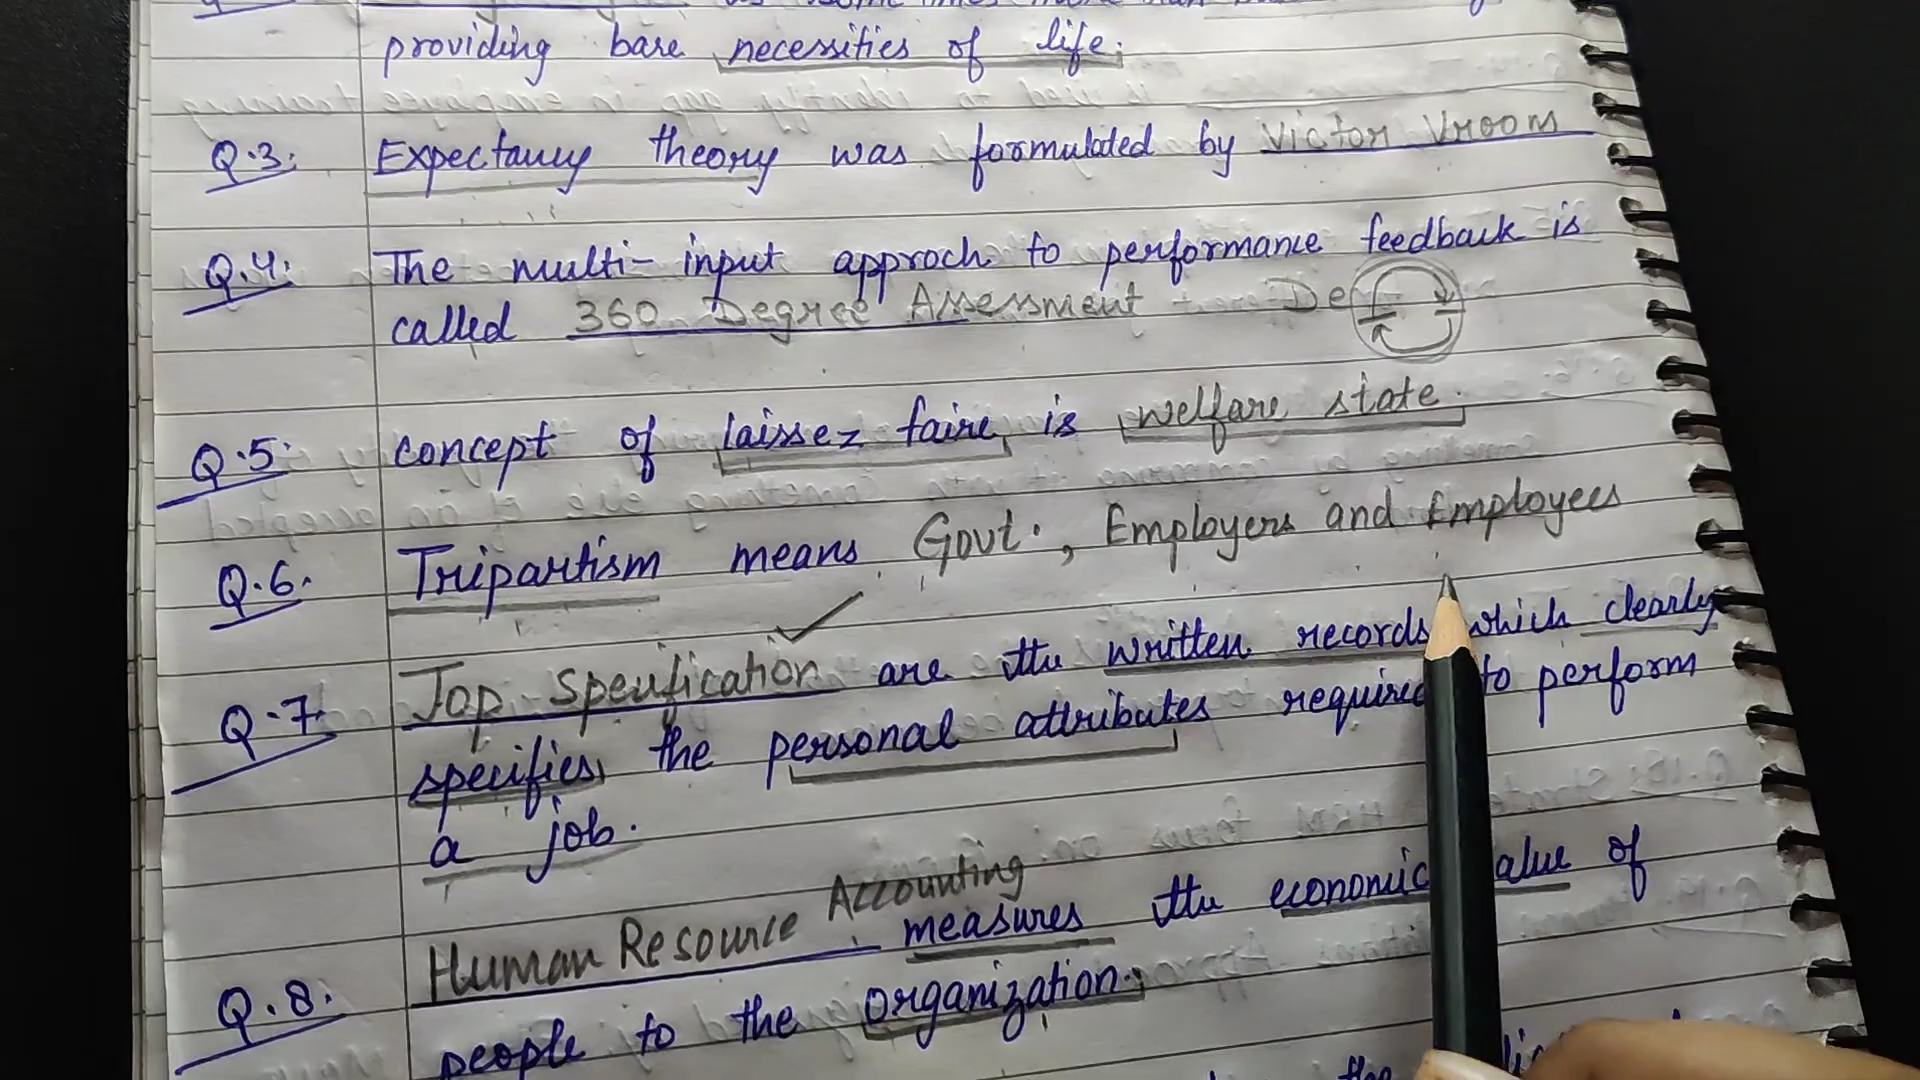 providing bare necessities of life.
Q.3. Expectancy theory was formulated by Victor Vroom
Q.4. The multi-input approch to performance feedback is
called 360 Degree Assessment De
Q.5. concept of laissez faire is welfare state.
Q.6. Tripartism means Govt., Employers and Employees
Q.7. Jop Specification are the written records which clearly
specifies the personal attributes required to perform
a job.
Q.8. Human Resource Accounting measures the economic value of
people to the organization.
the